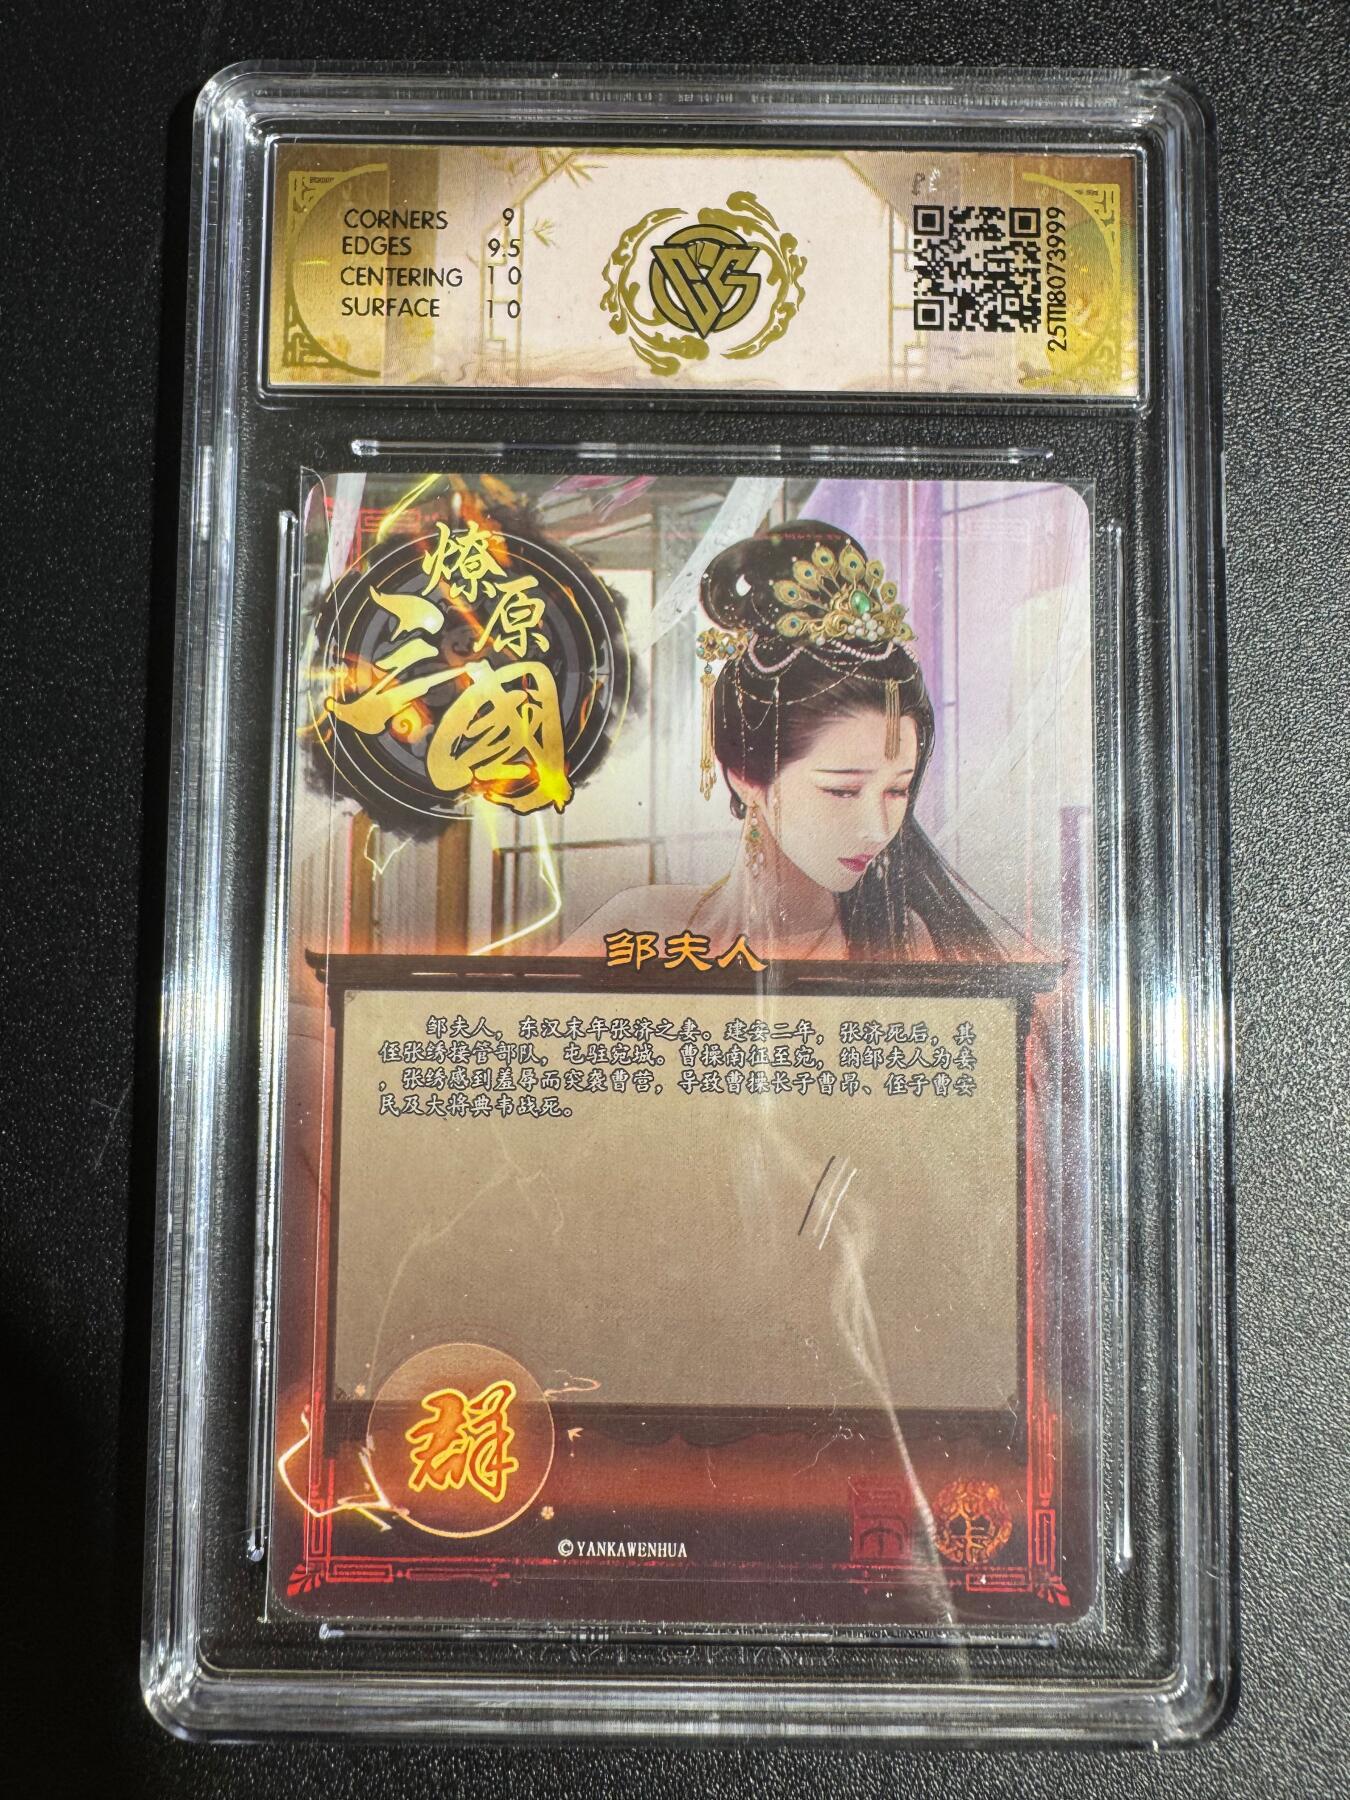 CORNERS 9
EDGES 9.5
CENTERING 10
SURFACE 10
CCS
251118073999
燎原
三國
邹夫人
邹夫人，东汉末年张济之妻。建安二年，张济死后，其
侄张绣接管部队，屯驻宛城。曹操南征至宛，纳邹夫人为妾
，张绣感到羞辱而突袭曹营，导致曹操长子曹昂、侄子曹安
民及大将典韦战死。
群
©YANKAWENHUA